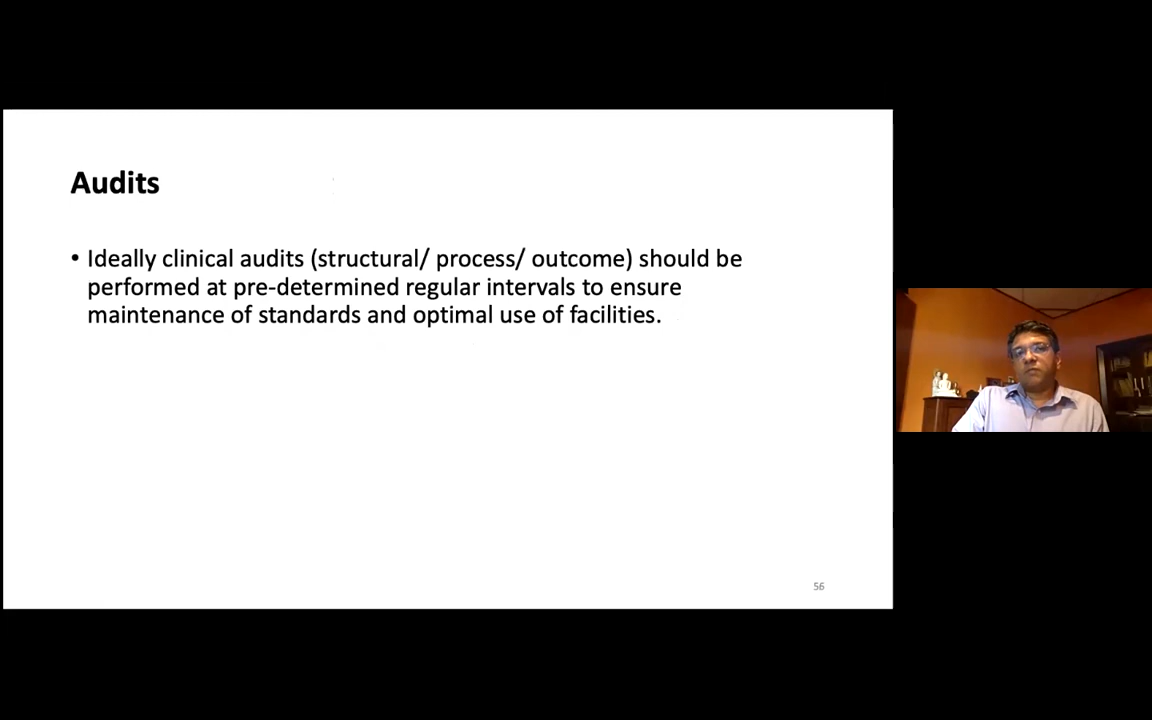 Audits
• Ideally clinical audits (structural/ process/ outcome) should be
performed at pre-determined regular intervals to ensure
maintenance of standards and optimal use of facilities.
56